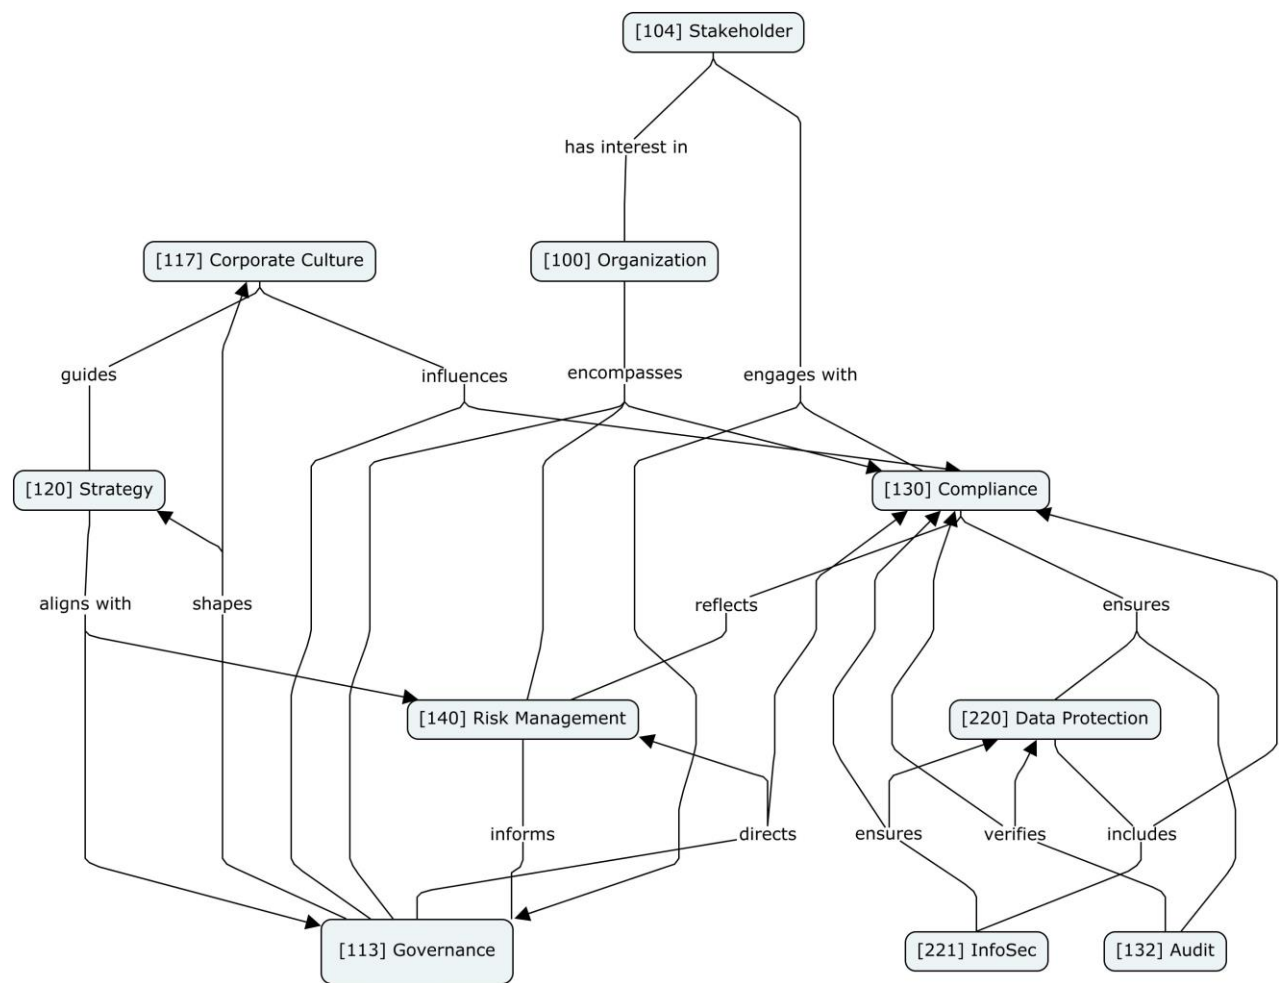 [104] Stakeholder
has interest in
[117] Corporate Culture
[100] Organization
guides
influences
encompasses
engages with
[120] Strategy
[130] Compliance
aligns with
shapes
reflects
ensures
[140] Risk Management
[220] Data Protection
informs
directs
ensures
verifies
includes
[113] Governance
[221] InfoSec
[132] Audit